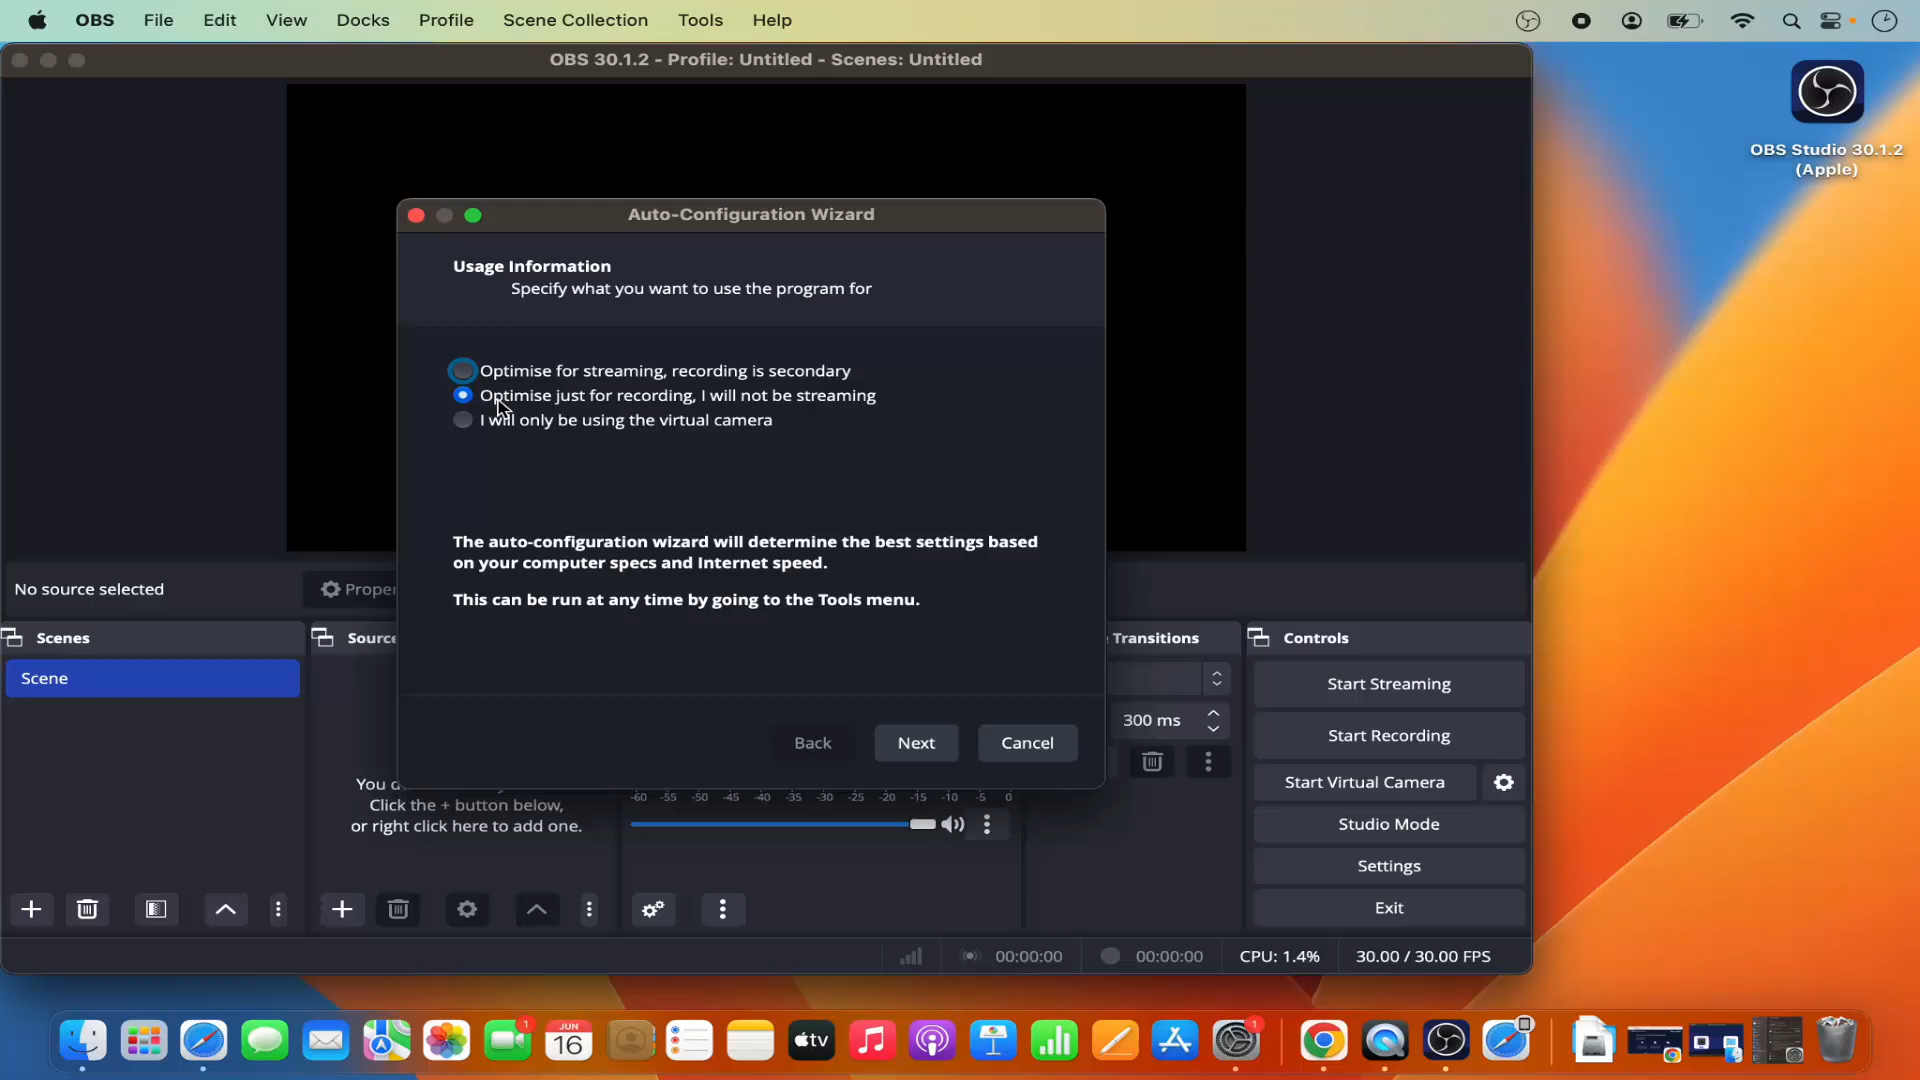 OBS File Edit View Docks Profile Scene Collection Tools Help
OBS 30.1.2 - Profile: Untitled - Scenes: Untitled
OBS Studio 30.1.2
(Apple)
Auto-Configuration Wizard
Usage Information
Specify what you want to use the program for
Optimise for streaming, recording is secondary
Optimise just for recording, I will not be streaming
I will only be using the virtual camera
The auto-configuration wizard will determine the best settings based
on your computer specs and Internet speed.
This can be run at any time by going to the Tools menu.
Back Next Cancel
No source selected
Scenes
Scene
Click the + button below,
or right click here to add one.
-60 -55 -50 -45 -40 -35 -30 -25 -20 -15 -10 -5 0
Transitions
300 ms
Controls
Start Streaming
Start Recording
Start Virtual Camera
Studio Mode
Settings
Exit
00:00:00 00:00:00 CPU: 1.4% 30.00 / 30.00 FPS
1
JUN
16
tv
1